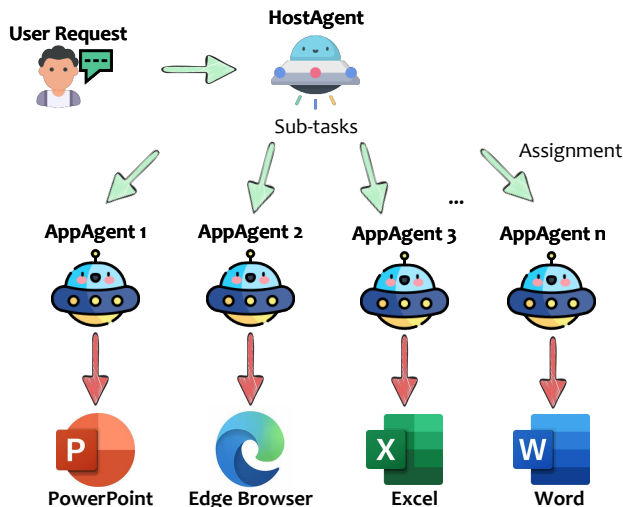 User Request
HostAgent
Sub-tasks
Assignment
...
AppAgent 1
AppAgent 2
AppAgent 3
AppAgent n
P
X
W
PowerPoint
Edge Browser
Excel
Word